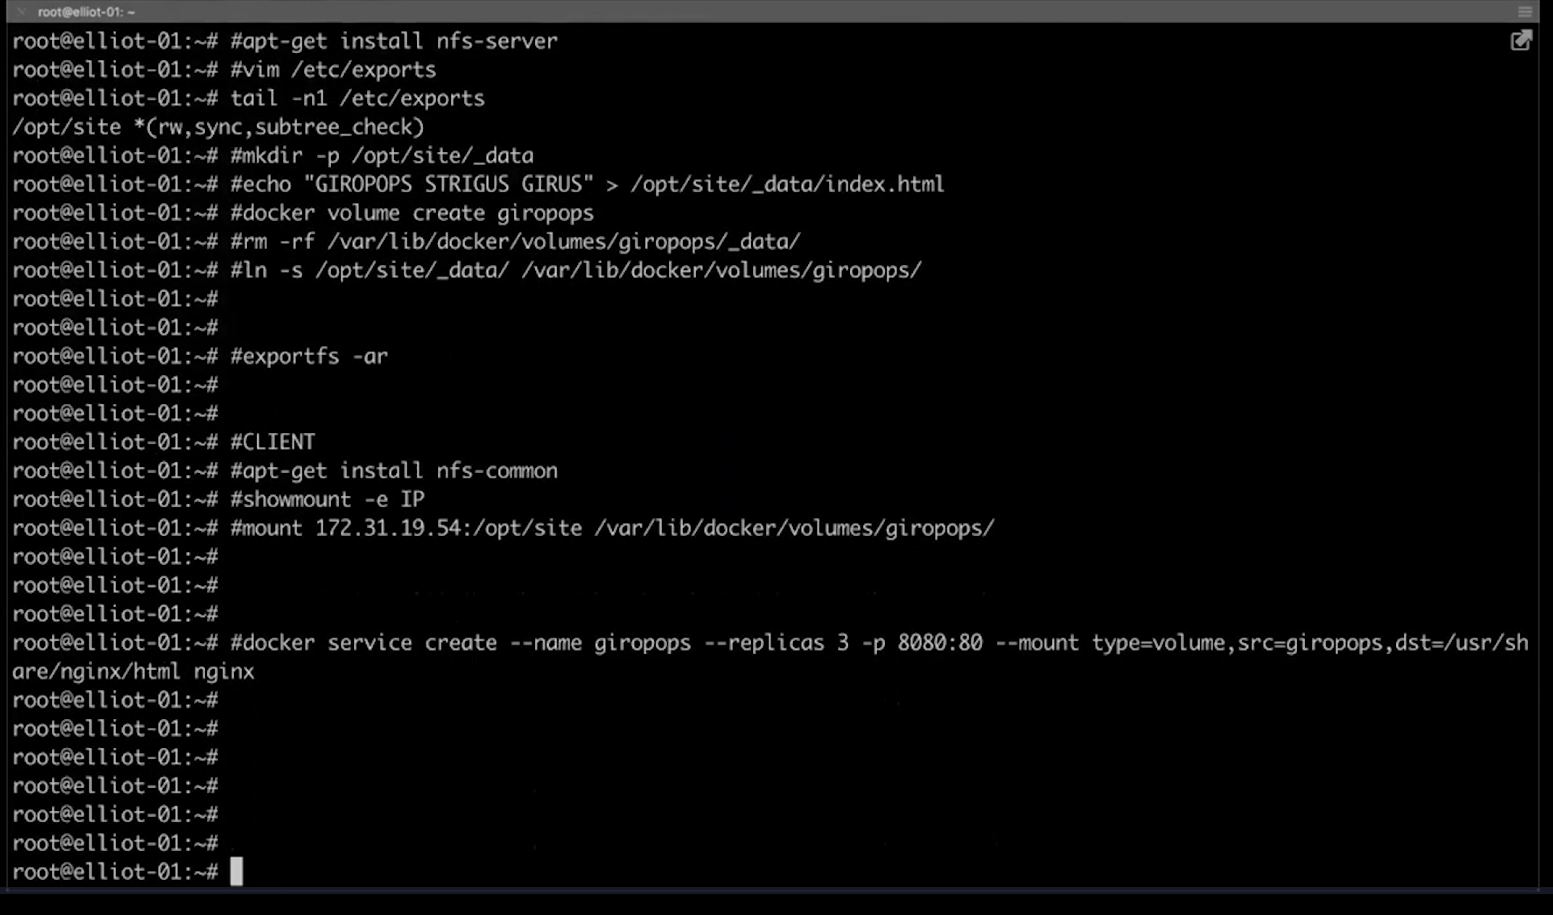 root@elliot-01: ~
root@elliot-01:~# #apt-get install nfs-server
root@elliot-01:~# #vim /etc/exports
root@elliot-01:~# tail -n1 /etc/exports
/opt/site *(rw,sync,subtree_check)
root@elliot-01:~# #mkdir -p /opt/site/_data
root@elliot-01:~# #echo "GIROPOPS STRIGUS GIRUS" > /opt/site/_data/index.html
root@elliot-01:~# #docker volume create giropops
root@elliot-01:~# #rm -rf /var/lib/docker/volumes/giropops/_data/
root@elliot-01:~# #ln -s /opt/site/_data/ /var/lib/docker/volumes/giropops/
root@elliot-01:~#
root@elliot-01:~#
root@elliot-01:~# #exportfs -ar
root@elliot-01:~#
root@elliot-01:~#
root@elliot-01:~# #CLIENT
root@elliot-01:~# #apt-get install nfs-common
root@elliot-01:~# #showmount -e IP
root@elliot-01:~# #mount 172.31.19.54:/opt/site /var/lib/docker/volumes/giropops/
root@elliot-01:~#
root@elliot-01:~#
root@elliot-01:~#
root@elliot-01:~# #docker service create --name giropops --replicas 3 -p 8080:80 --mount type=volume,src=giropops,dst=/usr/sh
are/nginx/html nginx
root@elliot-01:~#
root@elliot-01:~#
root@elliot-01:~#
root@elliot-01:~#
root@elliot-01:~#
root@elliot-01:~#
root@elliot-01:~#